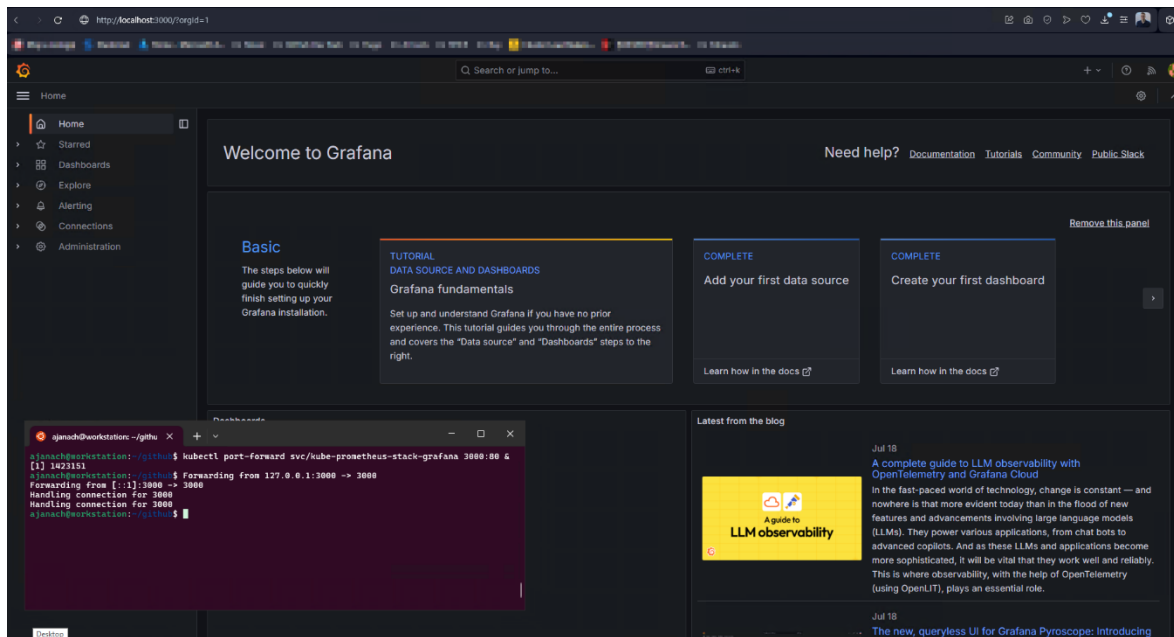 http://localhost:3000/?orgId=1
Search or jump to...
ctrl+k
Home
Home
Starred
Dashboards
Explore
Alerting
Connections
Administration
Welcome to Grafana
Need help?
Documentation
Tutorials
Community
Public Slack
Remove this panel
Basic
The steps below will
guide you to quickly
finish setting up your
Grafana installation.
TUTORIAL
DATA SOURCE AND DASHBOARDS
Grafana fundamentals
Set up and understand Grafana if you have no prior
experience. This tutorial guides you through the entire process
and covers the "Data source" and "Dashboards" steps to the
right.
COMPLETE
Add your first data source
Learn how in the docs
COMPLETE
Create your first dashboard
Learn how in the docs
Dashboards
ajanach@workstation: ~/githu
ajanach@workstation:~/github$ kubectl port-forward svc/kube-prometheus-stack-grafana 3000:80 &
[1] 1423151
ajanach@workstation:~/github$ Forwarding from 127.0.0.1:3000 -> 3000
Forwarding from [::1]:3000 -> 3000
Handling connection for 3000
Handling connection for 3000
ajanach@workstation:~/github$
Desktop
Latest from the blog
A guide to
LLM observability
Jul 18
A complete guide to LLM observability with
OpenTelemetry and Grafana Cloud
In the fast-paced world of technology, change is constant — and
nowhere is that more evident today than in the flood of new
features and advancements involving large language models
(LLMs). They power various applications, from chat bots to
advanced copilots. And as these LLMs and applications become
more sophisticated, it will be vital that they work well and reliably.
This is where observability, with the help of OpenTelemetry
(using OpenLIT), plays an essential role.
Jul 18
The new, queryless UI for Grafana Pyroscope: Introducing